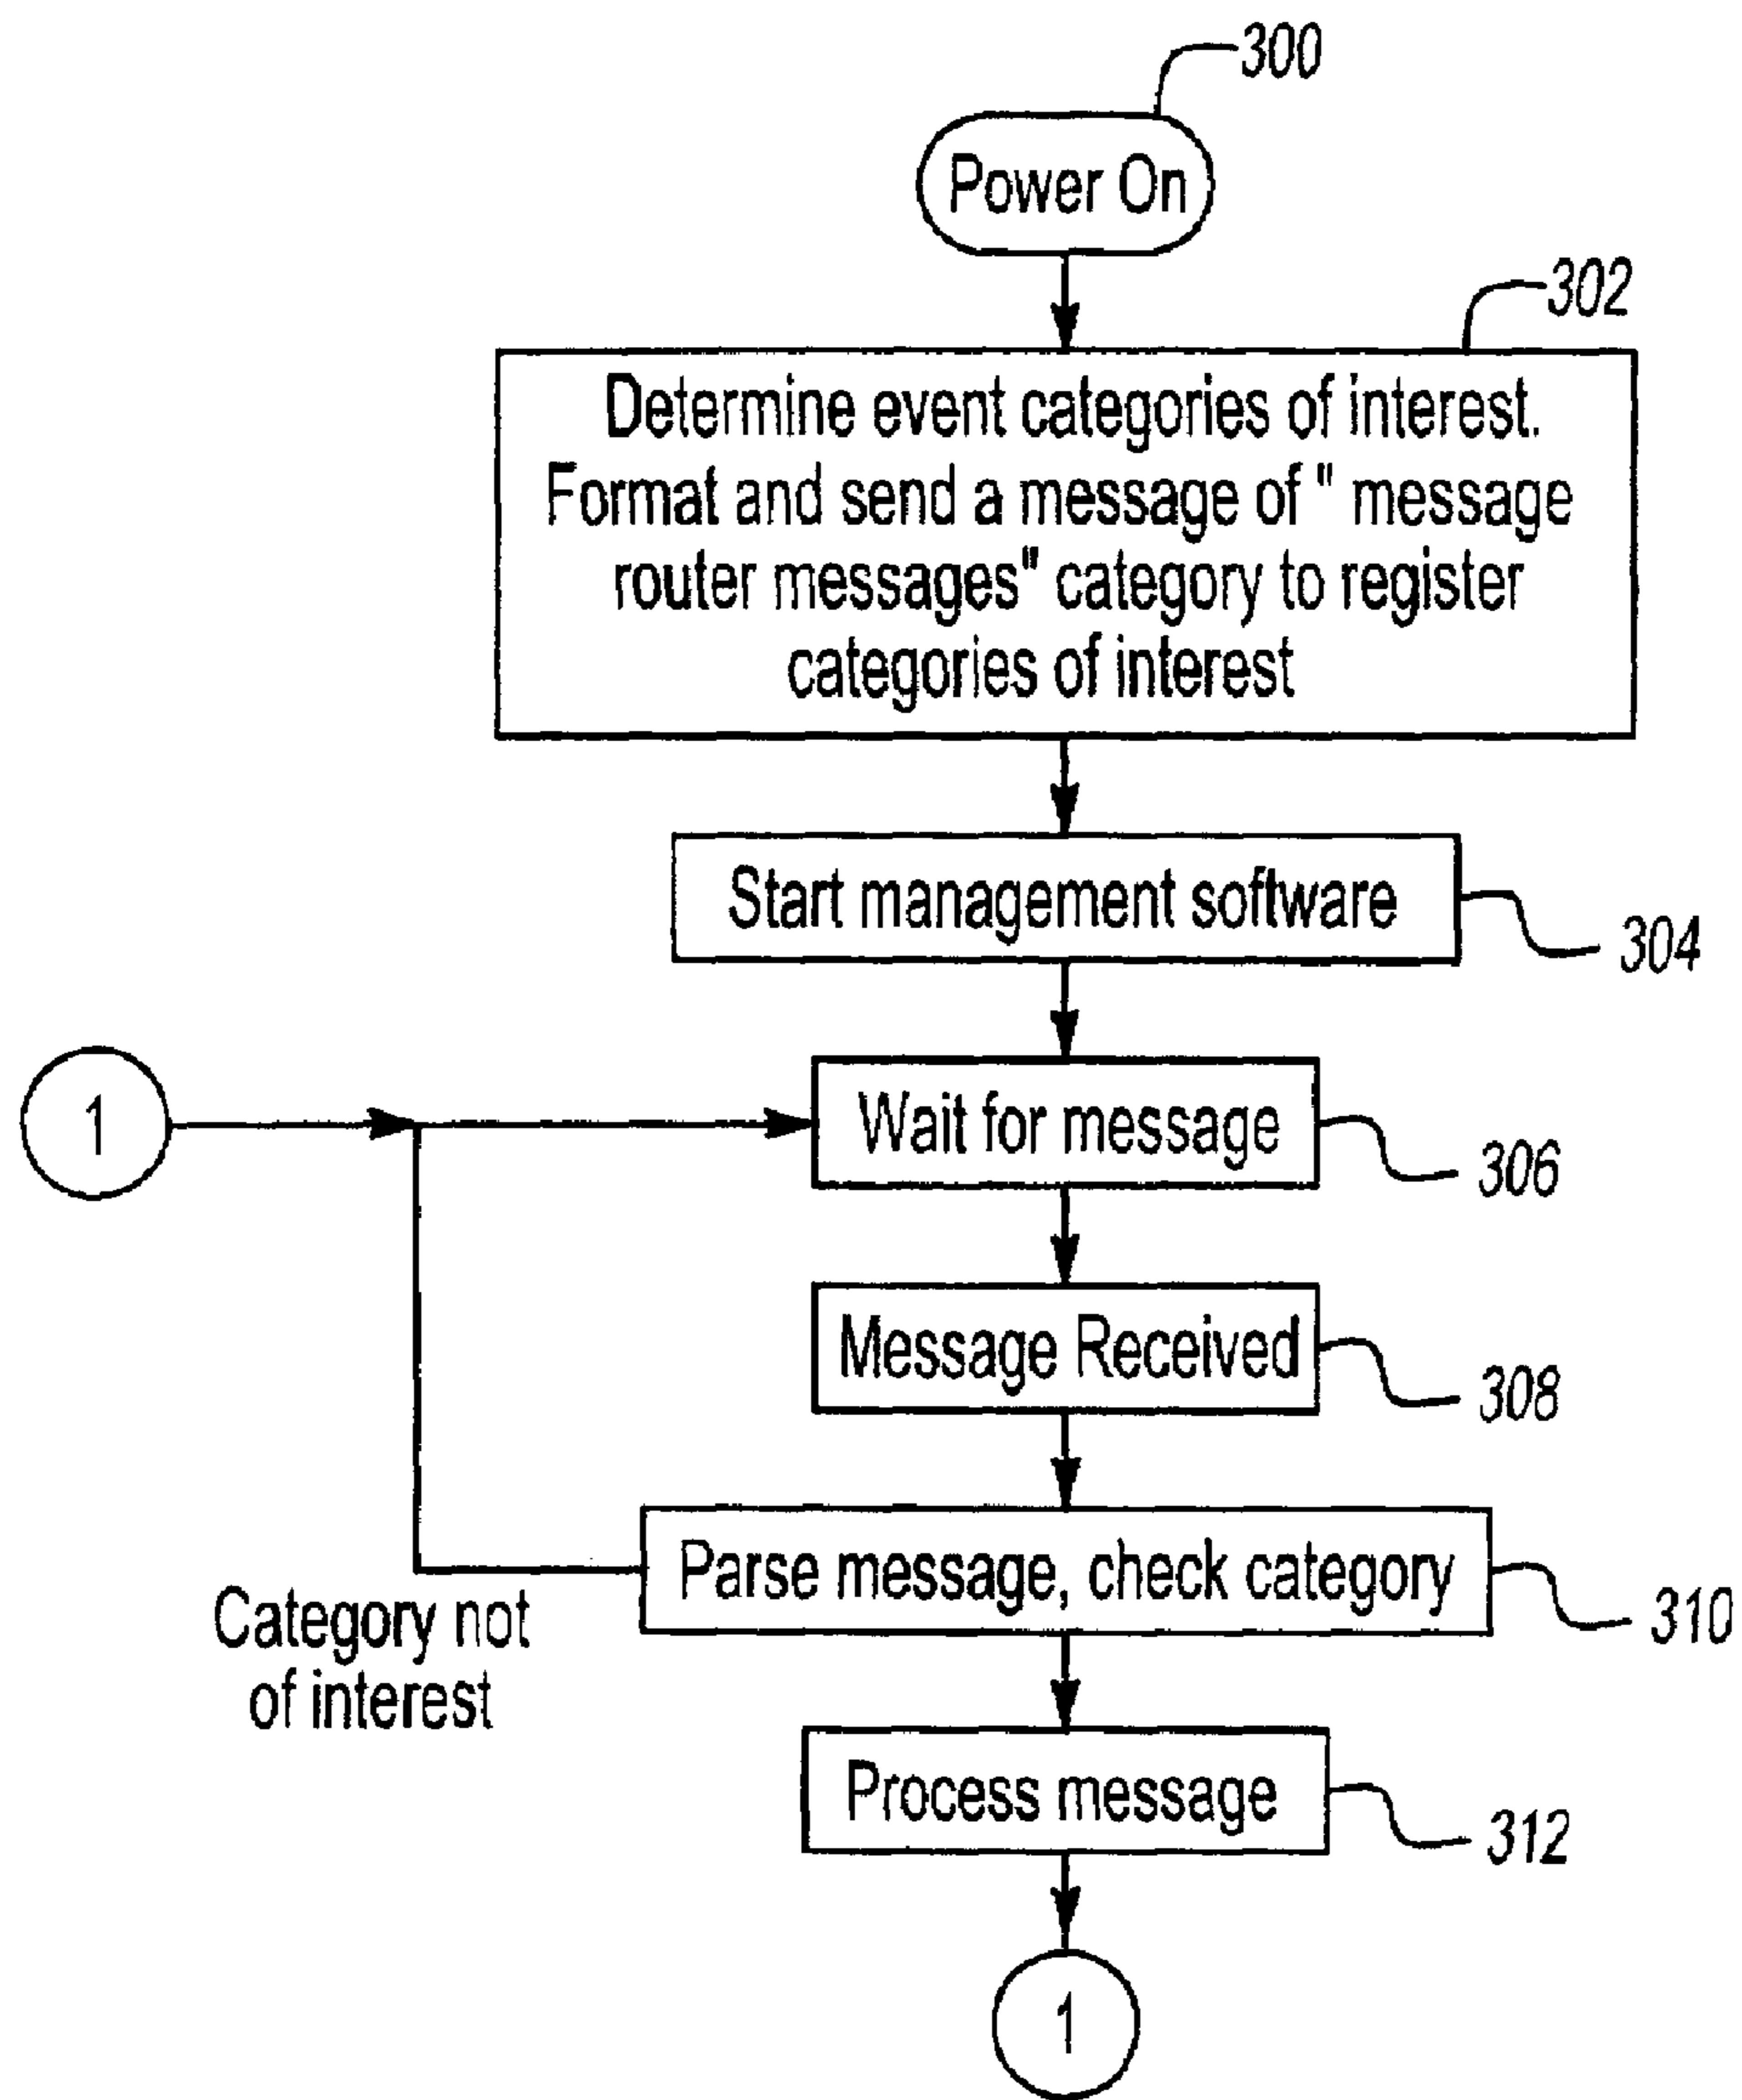 300
Power On
302
Determine event categories of interest.
Format and send a message of " message
router messages" category to register
categories of interest
Start management software
304
1
Wait for message
306
Message Received
308
Parse message, check category
310
Category not
of interest
Process message
312
1